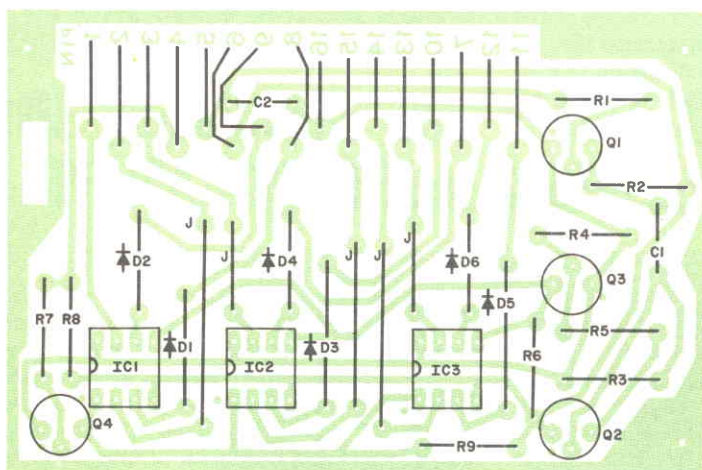 PIN 1 2 3 4 5 6 9 8 16 15 14 13 10 7 12 11
C2
R1
Q1
R2
J J
R4
C1
D2 D4 J J J D6
Q3
D5
R7 R8
D1 D3
R6 R5
IC1 IC2 IC3
R3
Q4
R9
Q2